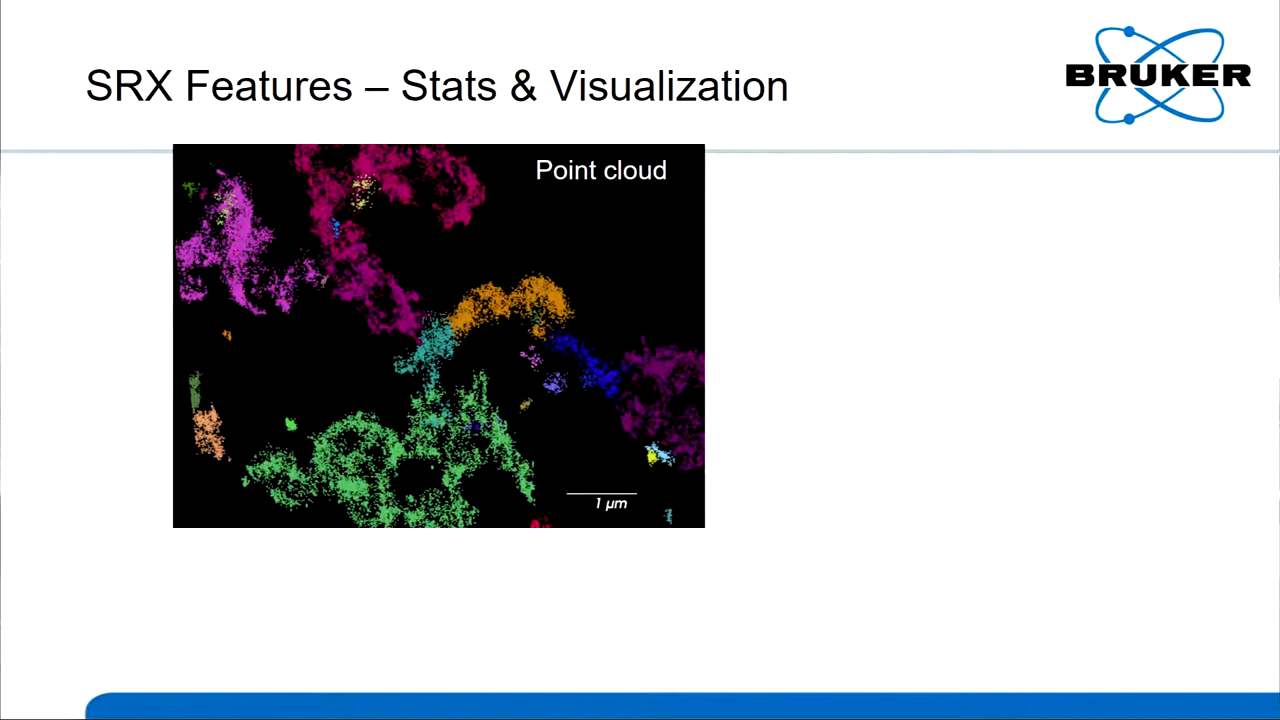 SRX Features – Stats & Visualization
BRUKER
Point cloud
1 µm